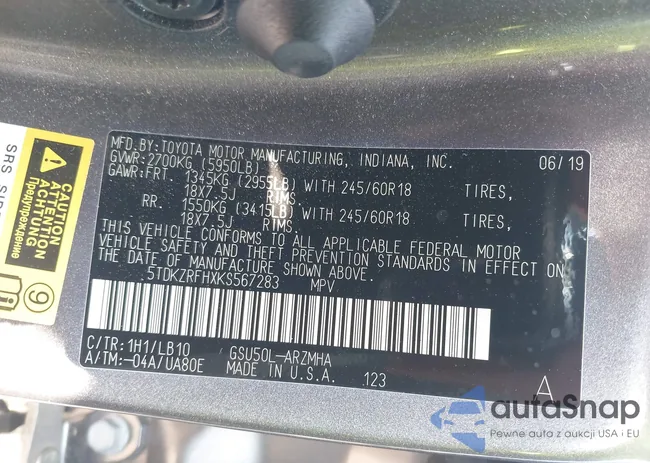 MFD.BY:TOYOTA MOTOR MANUFACTURING, INDIANA, INC. 06/19
GVWR:2700KG (5950LB)
GAWR:FRT 1345KG (2955LB) WITH 245/60R18 TIRES,
18X7.5J RIMS.
RR. 1550KG (3415LB) WITH 245/60R18 TIRES,
18X7.5J RIMS.
THIS VEHICLE CONFORMS TO ALL APPLICABLE FEDERAL MOTOR
VEHICLE SAFETY AND THEFT PREVENTION STANDARDS IN EFFECT ON
THE DATE OF MANUFACTURE SHOWN ABOVE.
5TDKZRFHXKS567283 MPV
C/TR:1H1/LB10 GSU50L-ARZMHA
A/TM:-04A/UA80E MADE IN U.S.A. 123 A
SRS
CAUTION
ATTENTION
ACHTUNG
Предупреждение
9
autoSnap
Pewne auta z aukcji USA i EU